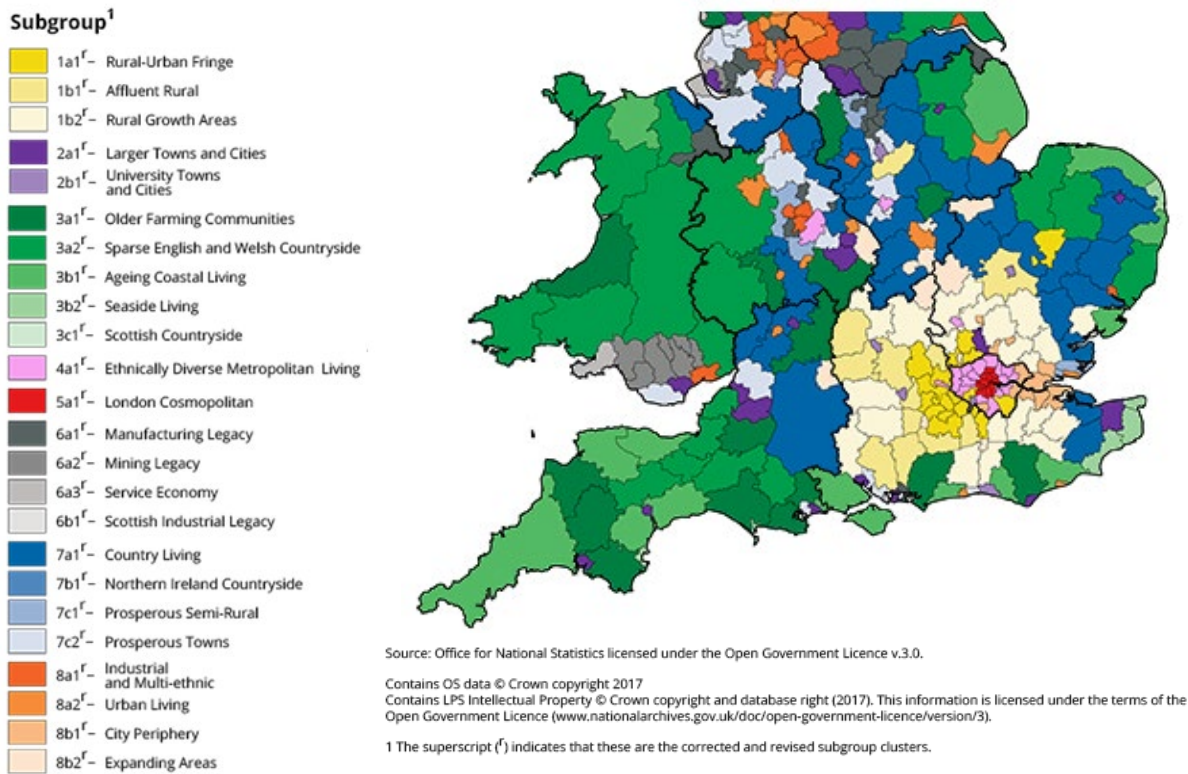 Subgroup1
1a1r– Rural-Urban Fringe
1b1r– Affluent Rural
1b2r– Rural Growth Areas
2a1r– Larger Towns and Cities
2b1r– University Towns
and Cities
3a1r– Older Farming Communities
3a2r– Sparse English and Welsh Countryside
3b1r– Ageing Coastal Living
3b2r– Seaside Living
3c1r– Scottish Countryside
4a1r– Ethnically Diverse Metropolitan Living
5a1r– London Cosmopolitan
6a1r– Manufacturing Legacy
6a2r– Mining Legacy
6a3r– Service Economy
6b1r– Scottish Industrial Legacy
7a1r– Country Living
7b1r– Northern Ireland Countryside
7c1r– Prosperous Semi-Rural
7c2r– Prosperous Towns
8a1r– Industrial
and Multi-ethnic
8a2r– Urban Living
8b1r– City Periphery
8b2r– Expanding Areas
Source: Office for National Statistics licensed under the Open Government Licence v.3.0.
Contains OS data © Crown copyright 2017
Contains LPS Intellectual Property © Crown copyright and database right (2017). This information is licensed under the terms of the
Open Government Licence (www.nationalarchives.gov.uk/doc/open-government-licence/version/3).
1 The superscript (r) indicates that these are the corrected and revised subgroup clusters.